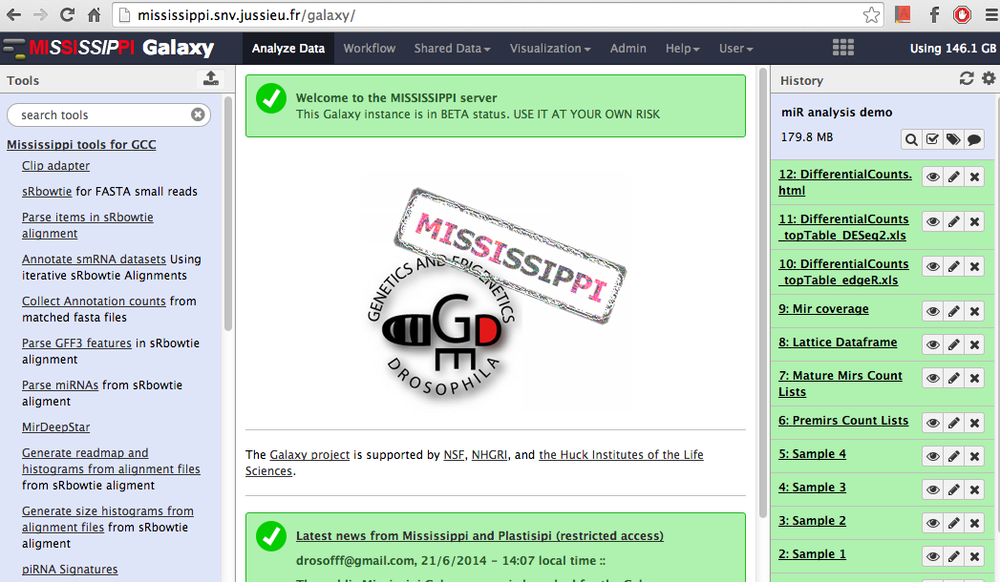 mississippi.snv.jussieu.fr/galaxy/
MISSISSIPPI Galaxy
Analyze Data
Workflow
Shared Data
Visualization
Admin
Help
User
Using 146.1 GB
Tools
search tools
Mississippi tools for GCC
Clip adapter
sRbowtie for FASTA small reads
Parse items in sRbowtie
alignment
Annotate smRNA datasets Using
iterative sRbowtie Alignments
Collect Annotation counts from
matched fasta files
Parse GFF3 features in sRbowtie
alignment
Parse miRNAs from sRbowtie
aligment
MirDeepStar
Generate readmap and
histograms from alignment files
from sRbowtie aligment
Generate size histograms from
alignment files from sRbowtie
aligment
piRNA Signatures
Welcome to the MISSISSIPPI server
This Galaxy instance is in BETA status. USE IT AT YOUR OWN RISK
MISSISSIPPI
GENETICS AND EPIGENETICS
GED
DROSOPHILA
The Galaxy project is supported by NSF, NHGRI, and the Huck Institutes of the Life
Sciences.
Latest news from Mississippi and Plastisipi (restricted access)
drosofff@gmail.com, 21/6/2014 - 14:07 local time ::
History
miR analysis demo
179.8 MB
12: DifferentialCounts.
html
11: DifferentialCounts
_topTable_DESeq2.xls
10: DifferentialCounts
_topTable_edgeR.xls
9: Mir coverage
8: Lattice Dataframe
7: Mature Mirs Count
Lists
6: Premirs Count Lists
5: Sample 4
4: Sample 3
3: Sample 2
2: Sample 1